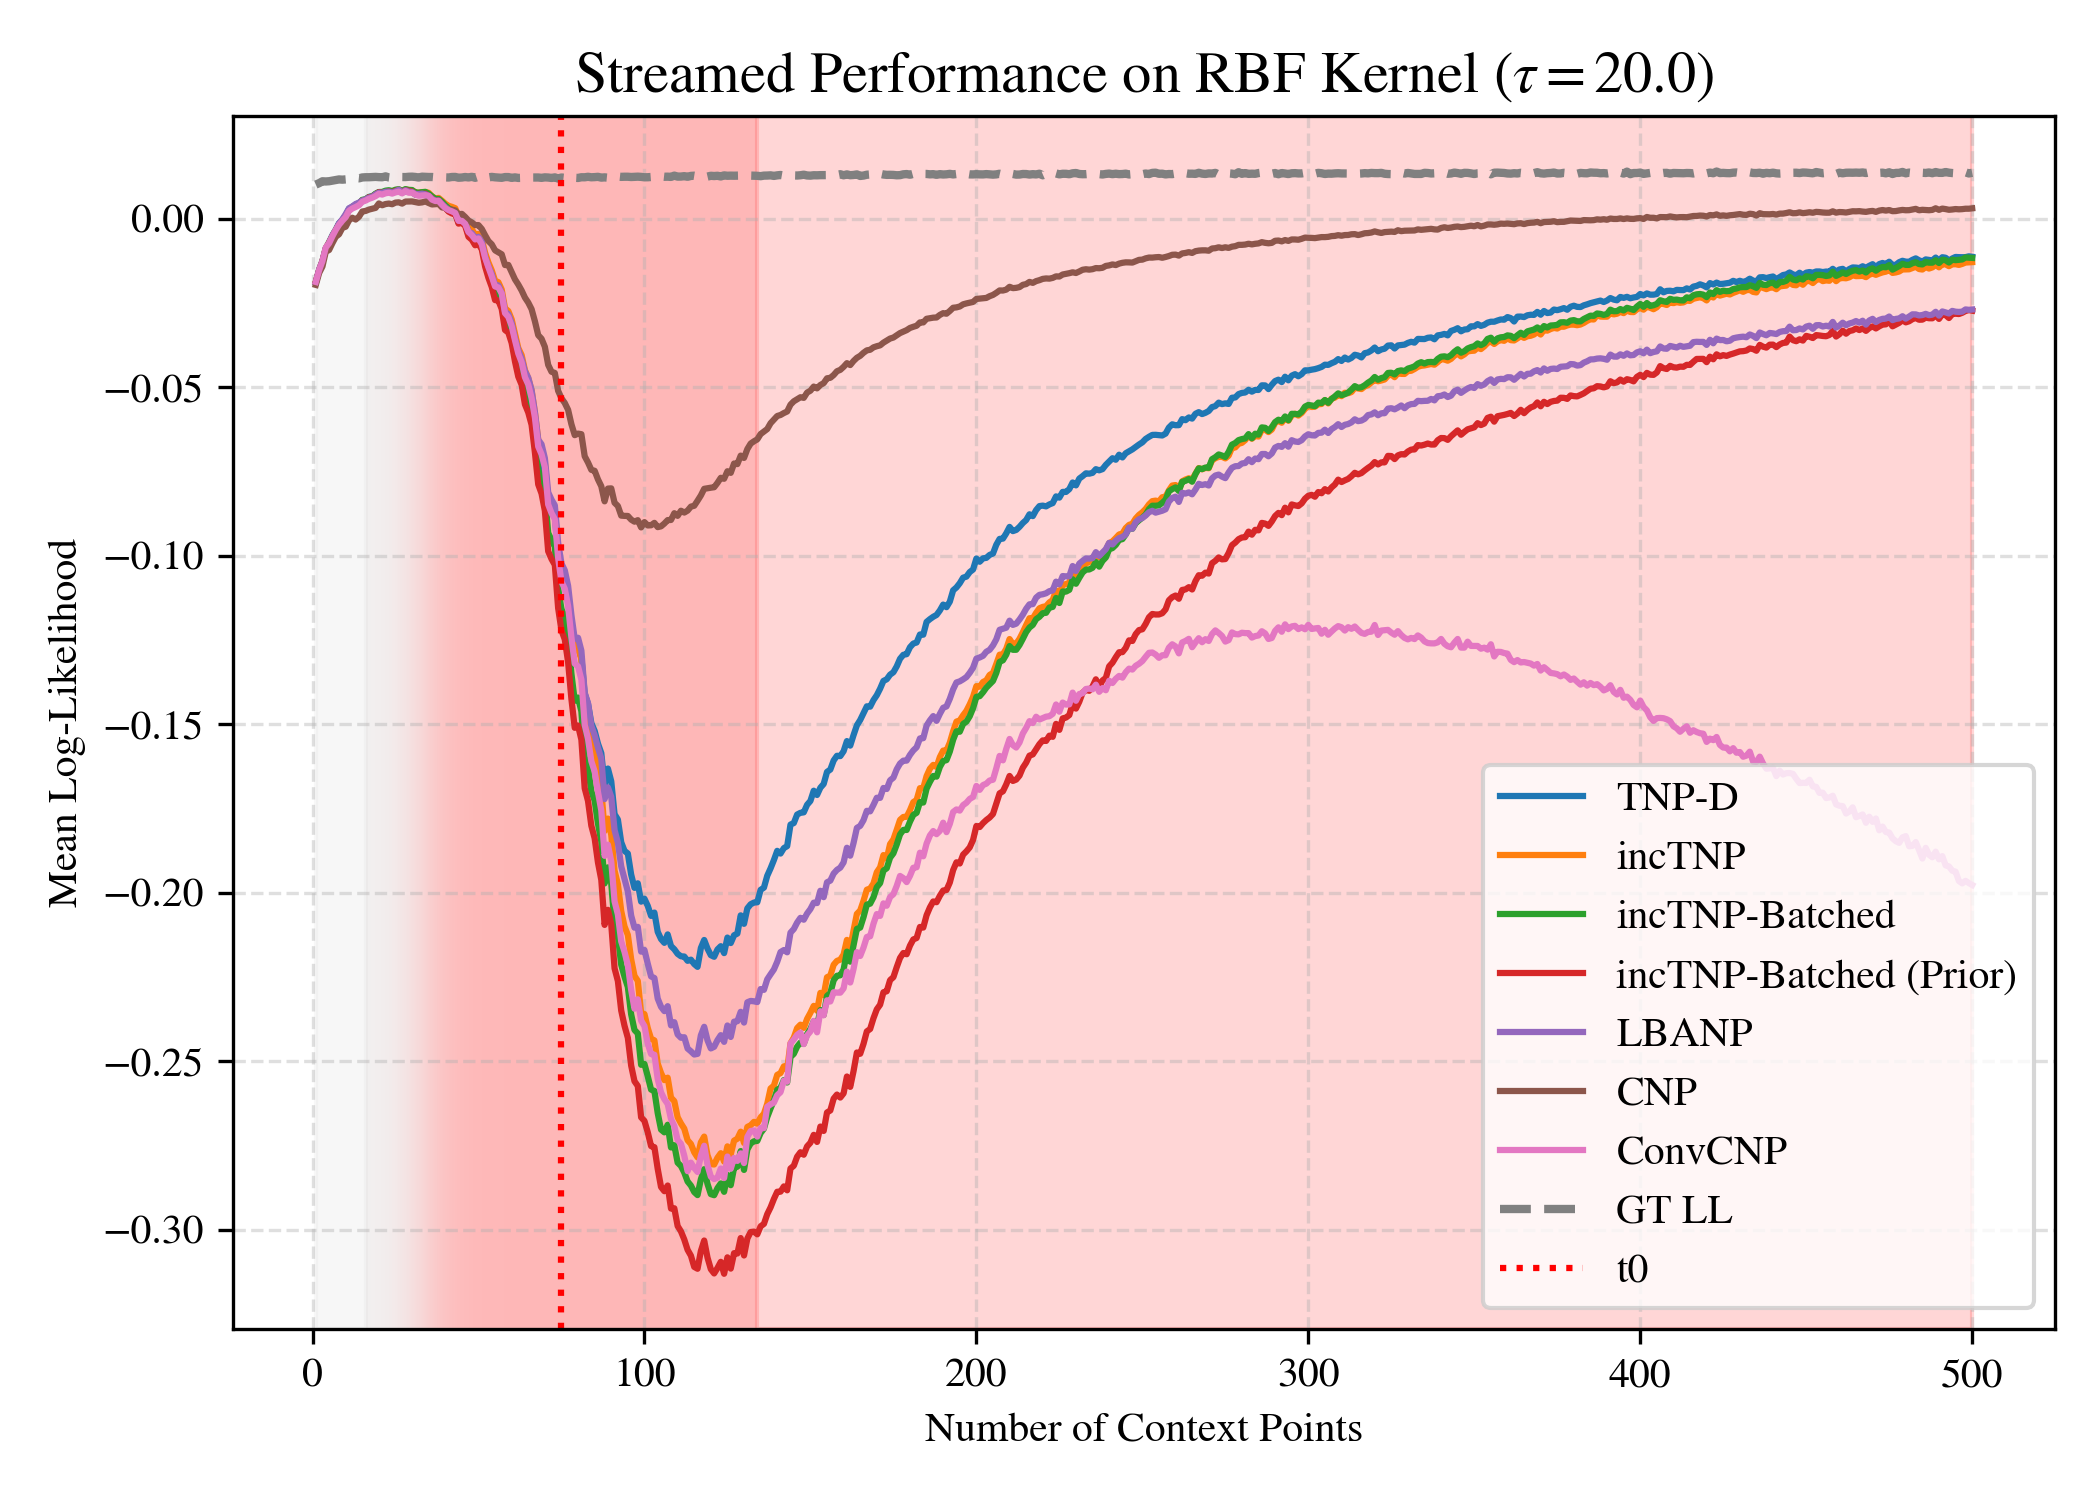 Streamed Performance on RBF Kernel (τ = 20.0)
Mean Log-Likelihood
0.00
−0.05
−0.10
−0.15
−0.20
−0.25
−0.30
TNP-D
incTNP
incTNP-Batched
incTNP-Batched (Prior)
LBANP
CNP
ConvCNP
GT LL
t0
0 100 200 300 400 500
Number of Context Points